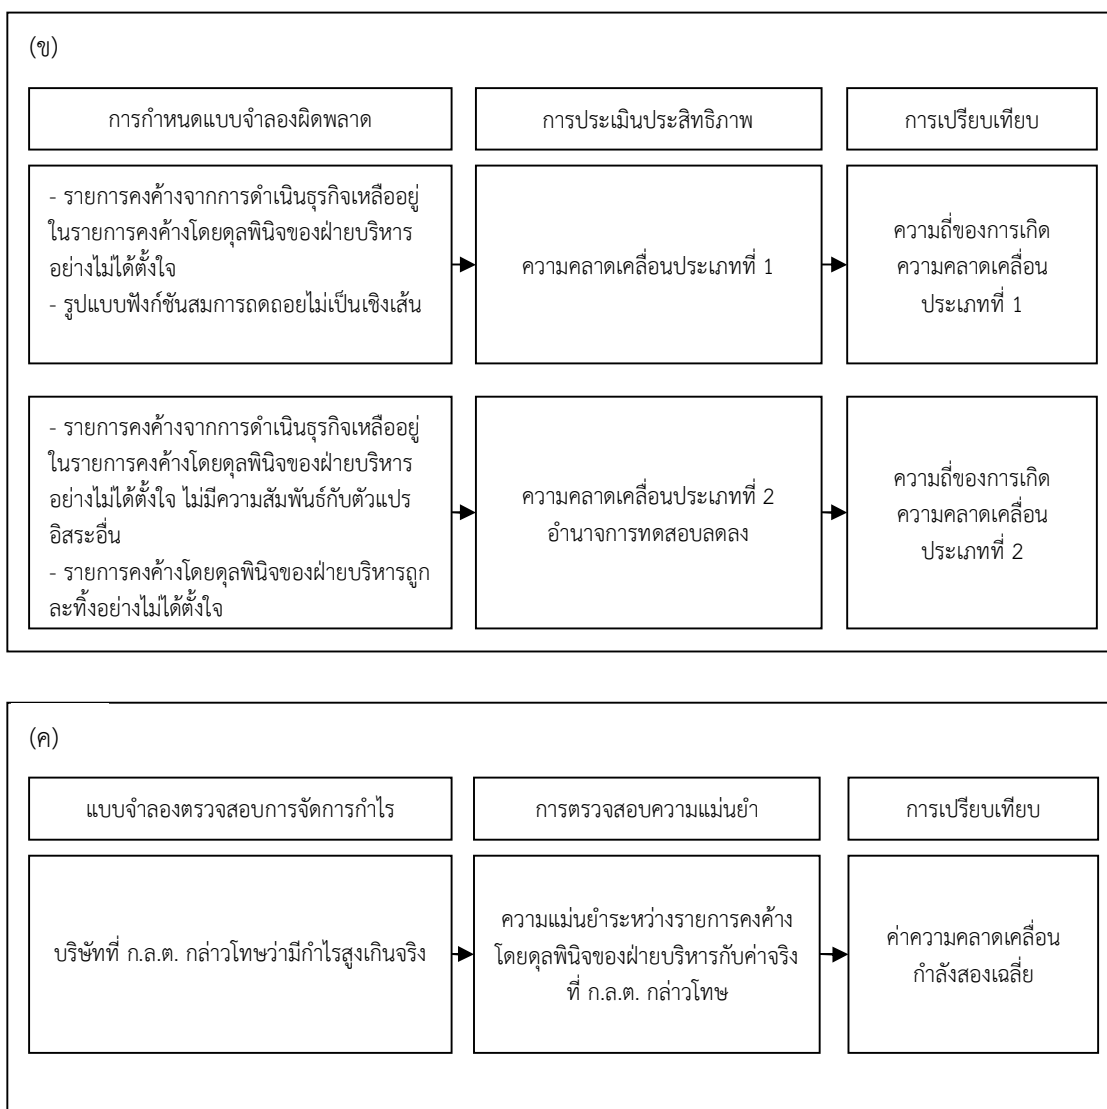 (ข)
การกำหนดแบบจำลองผิดพลาด
การประเมินประสิทธิภาพ
การเปรียบเทียบ
- รายการคงค้างจากการดำเนินธุรกิจเหลืออยู่
ในรายการคงค้างโดยดุลพินิจของฝ่ายบริหาร
อย่างไม่ได้ตั้งใจ
- รูปแบบฟังก์ชันสมการถดถอยไม่เป็นเชิงเส้น
ความคลาดเคลื่อนประเภทที่ 1
ความถี่ของการเกิด
ความคลาดเคลื่อน
ประเภทที่ 1
- รายการคงค้างจากการดำเนินธุรกิจเหลืออยู่
ในรายการคงค้างโดยดุลพินิจของฝ่ายบริหาร
อย่างไม่ได้ตั้งใจ ไม่มีความสัมพันธ์กับตัวแปร
อิสระอื่น
- รายการคงค้างโดยดุลพินิจของฝ่ายบริหารถูก
ละทิ้งอย่างไม่ได้ตั้งใจ
ความคลาดเคลื่อนประเภทที่ 2
อำนาจการทดสอบลดลง
ความถี่ของการเกิด
ความคลาดเคลื่อน
ประเภทที่ 2
(ค)
แบบจำลองตรวจสอบการจัดการกำไร
การตรวจสอบความแม่นยำ
การเปรียบเทียบ
บริษัทที่ ก.ล.ต. กล่าวโทษว่ามีกำไรสูงเกินจริง
ความแม่นยำระหว่างรายการคงค้าง
โดยดุลพินิจของฝ่ายบริหารกับค่าจริง
ที่ ก.ล.ต. กล่าวโทษ
ค่าความคลาดเคลื่อน
กำลังสองเฉลี่ย